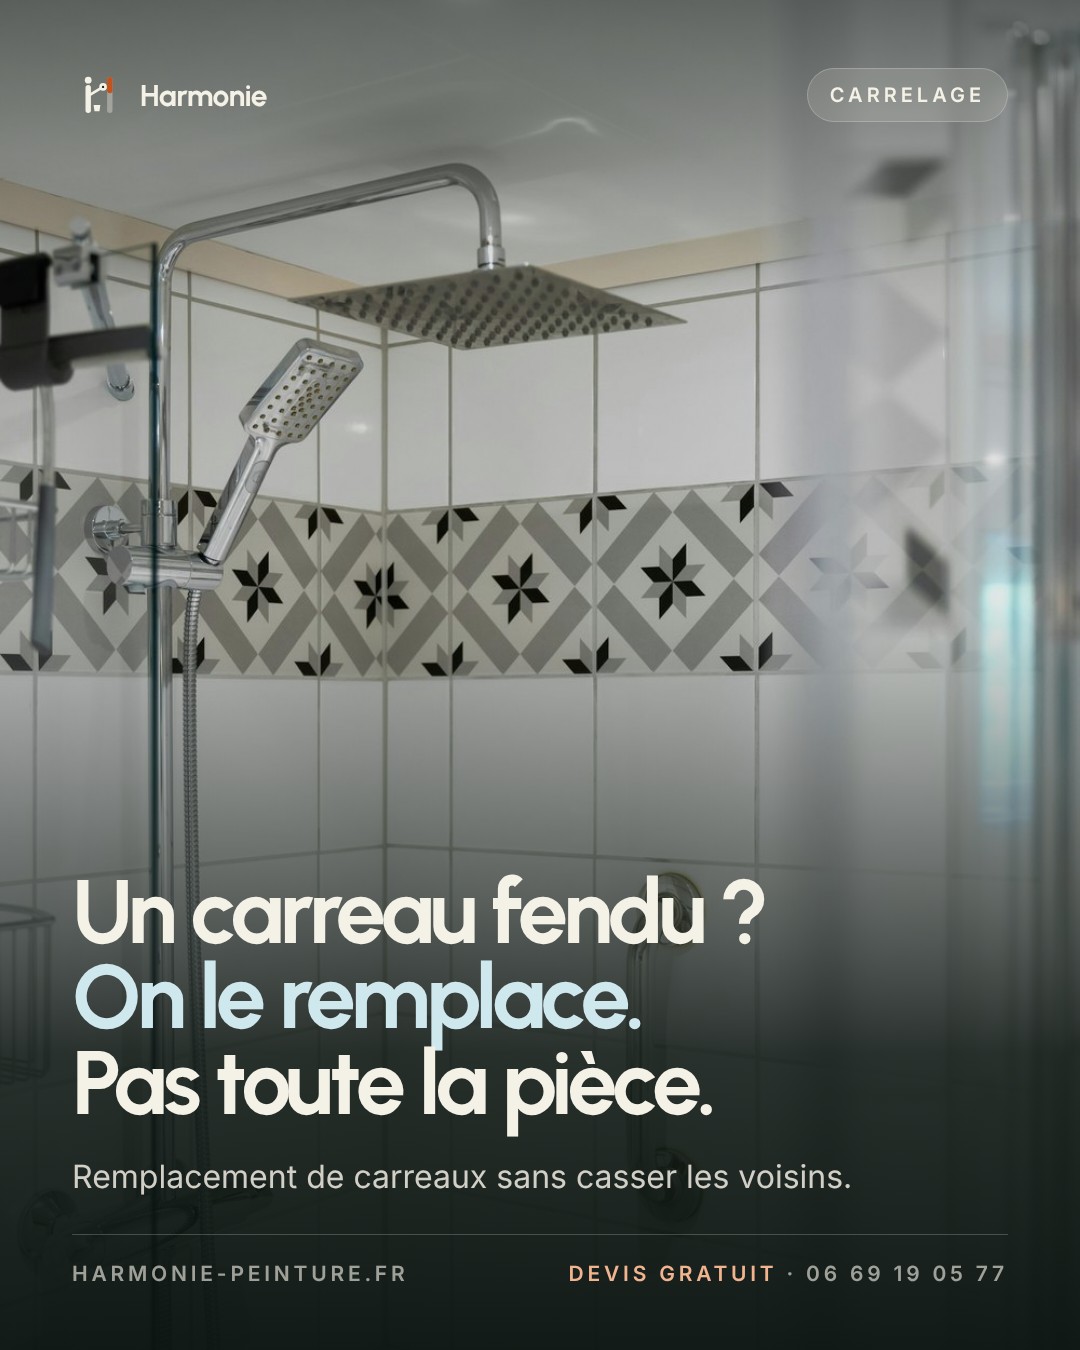 Harmonie
CARRELAGE
Un carreau fendu ?
On le remplace.
Pas toute la pièce.
Remplacement de carreaux sans casser les voisins.
HARMONIE-PEINTURE.FR
DEVIS GRATUIT · 06 69 19 05 77